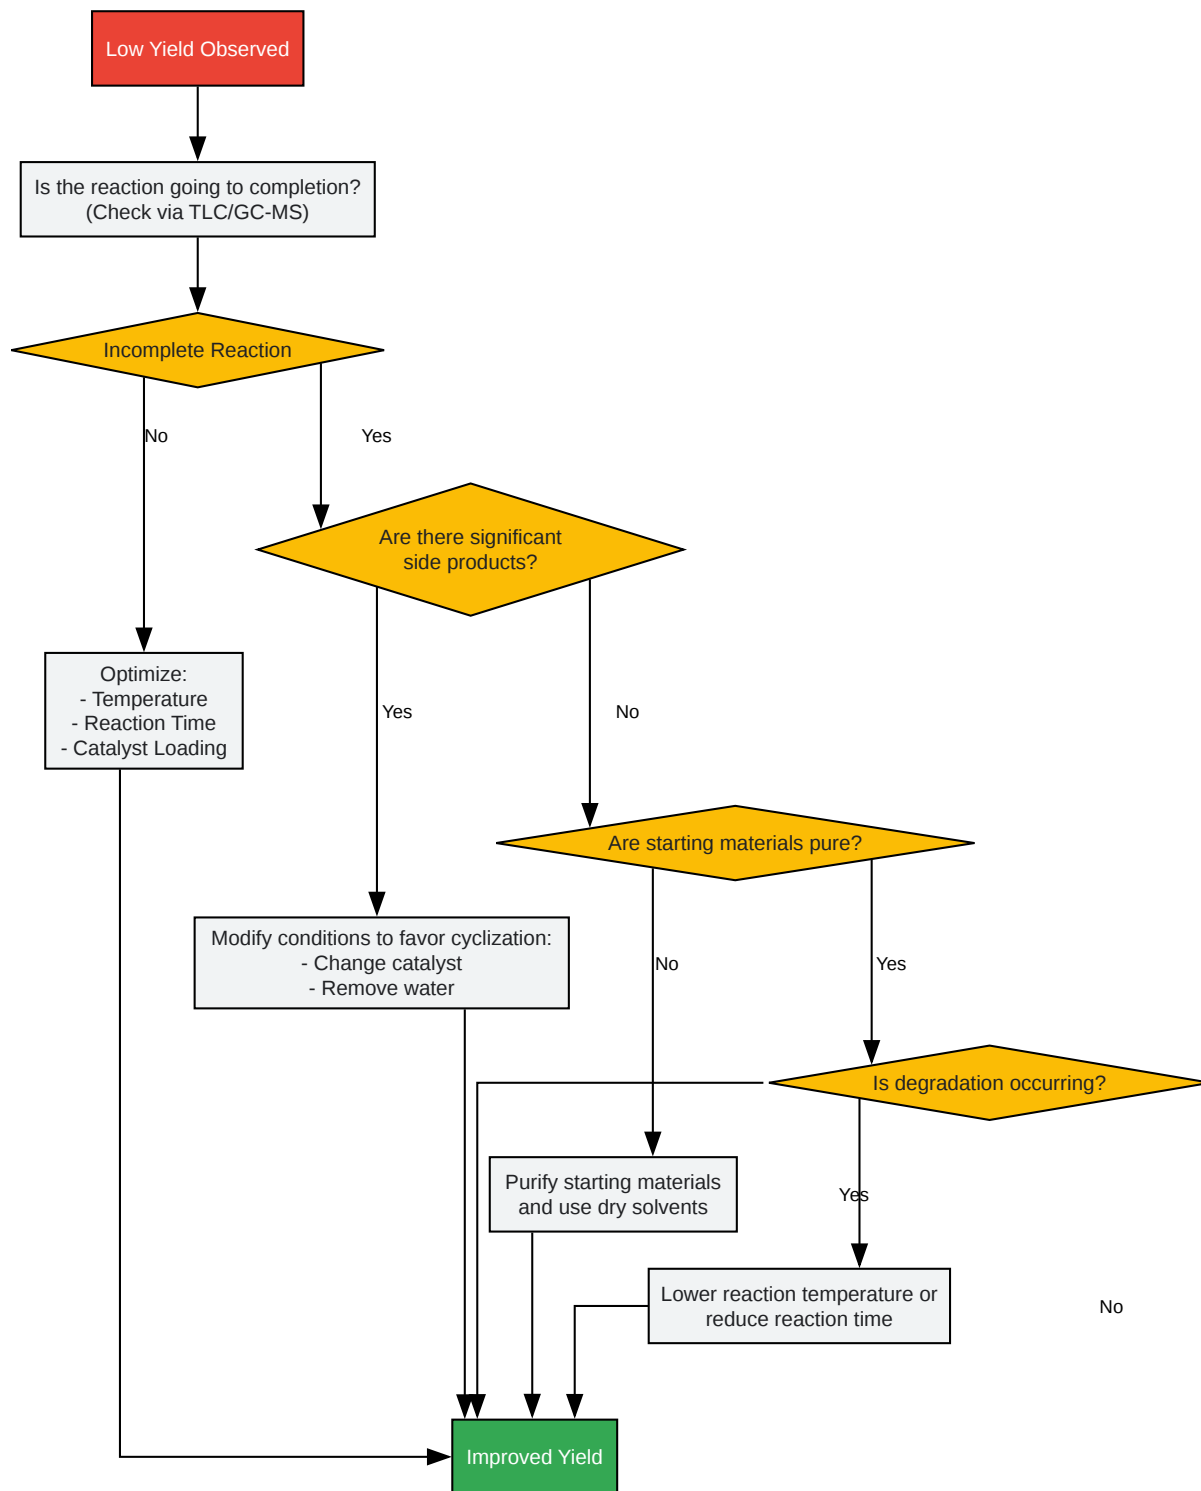 Low Yield Observed
Is the reaction going to completion?
(Check via TLC/GC-MS)
Incomplete Reaction
No
Yes
Are there significant
side products?
Optimize:
- Temperature
- Reaction Time
- Catalyst Loading
Yes
No
Are starting materials pure?
Modify conditions to favor cyclization:
- Change catalyst
- Remove water
No
Yes
Is degradation occurring?
Purify starting materials
and use dry solvents
Yes
Lower reaction temperature or
reduce reaction time
No
Improved Yield